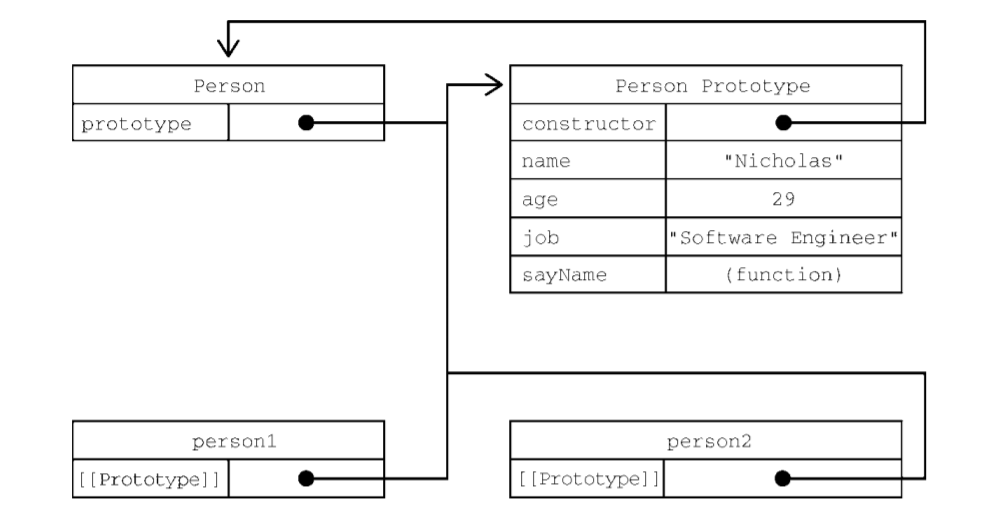 Person
prototype
Person Prototype
constructor
name "Nicholas"
age 29
job "Software Engineer"
sayName (function)
person1
[[Prototype]]
person2
[[Prototype]]